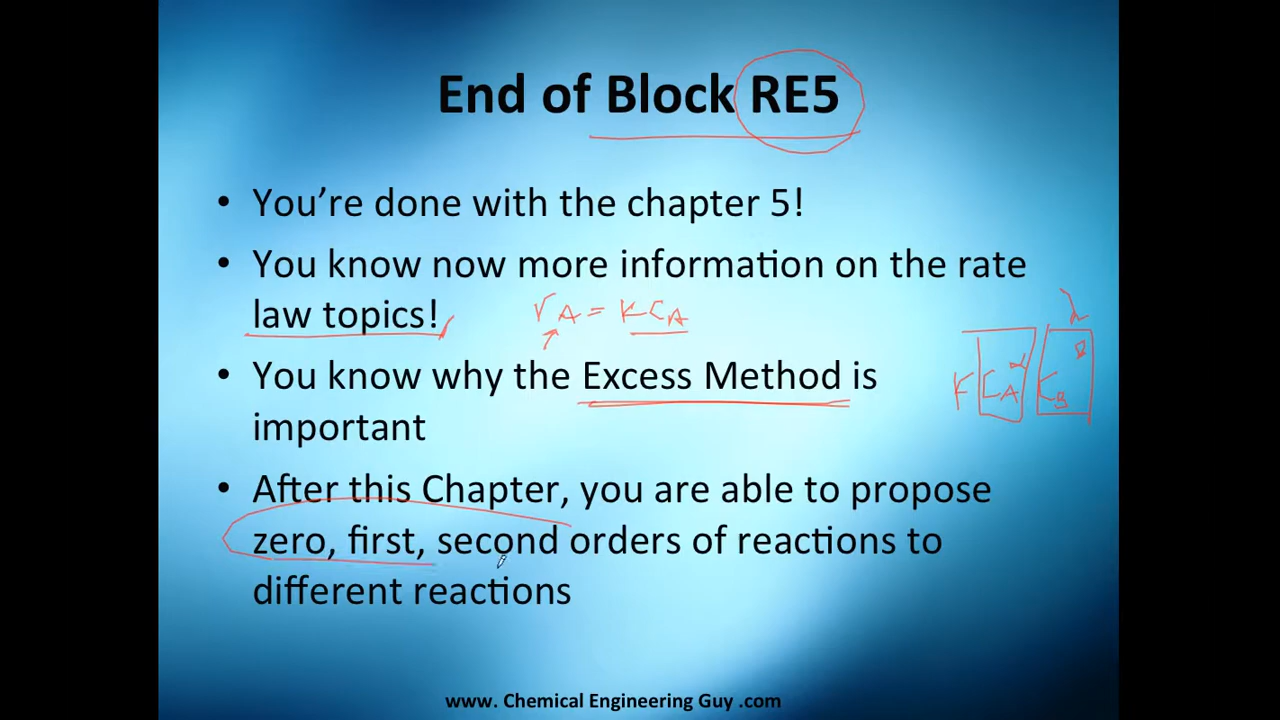 End of Block RE5
• You're done with the chapter 5!
• You know now more information on the rate
law topics!
r A = K C A
• You know why the Excess Method is
important
K C A α C B β
• After this Chapter, you are able to propose
zero, first, second orders of reactions to
different reactions
www. Chemical Engineering Guy .com